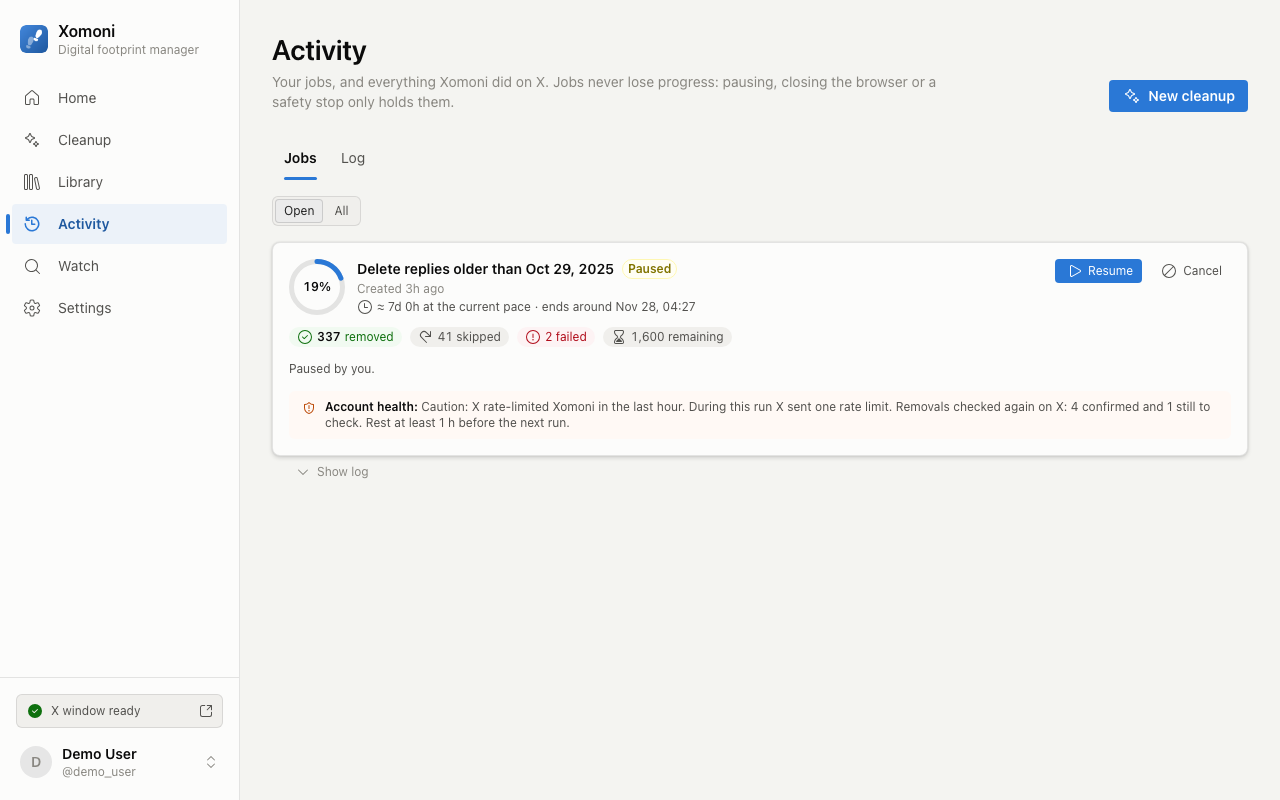 Xomoni
Digital footprint manager
Home
Cleanup
Library
Activity
Watch
Settings
X window ready
D
Demo User
@demo_user
Activity
Your jobs, and everything Xomoni did on X. Jobs never lose progress: pausing, closing the browser or a
safety stop only holds them.
New cleanup
Jobs Log
Open All
19%
Delete replies older than Oct 29, 2025 Paused
Created 3h ago
≈ 7d 0h at the current pace · ends around Nov 28, 04:27
Resume Cancel
337 removed 41 skipped 2 failed 1,600 remaining
Paused by you.
Account health: Caution: X rate-limited Xomoni in the last hour. During this run X sent one rate limit. Removals checked again on X: 4 confirmed and 1 still to
check. Rest at least 1 h before the next run.
Show log